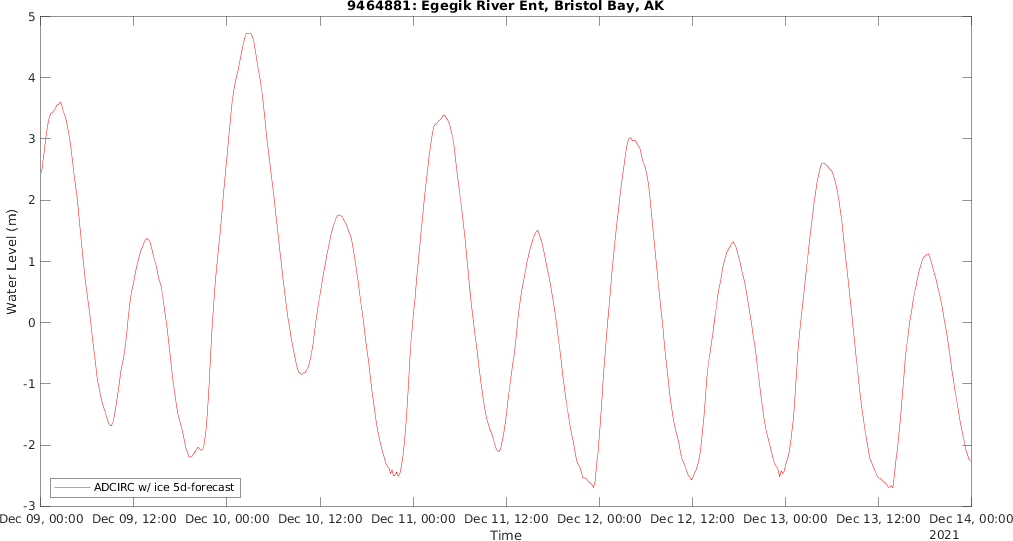 9464881: Egegik River Ent, Bristol Bay, AK
5
4
3
2
1
0
-1
-2
-3
Water Level (m)
ADCIRC w/ ice 5d-forecast
Dec 09, 00:00 Dec 09, 12:00 Dec 10, 00:00 Dec 10, 12:00 Dec 11, 00:00 Dec 11, 12:00 Dec 12, 00:00 Dec 12, 12:00 Dec 13, 00:00 Dec 13, 12:00 Dec 14, 00:00
Time
2021